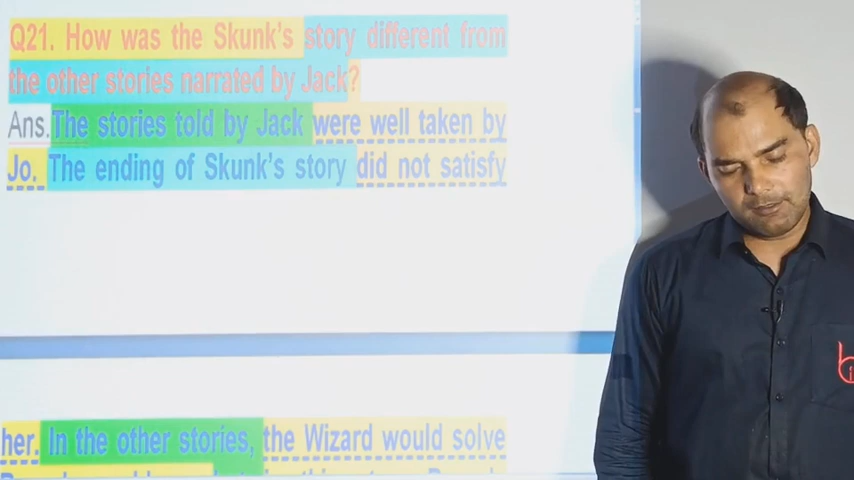 Q21. How was the Skunk's story different from
the other stories narrated by Jack?
Ans.The stories told by Jack were well taken by
Jo. The ending of Skunk's story did not satisfy
her. In the other stories, the Wizard would solve